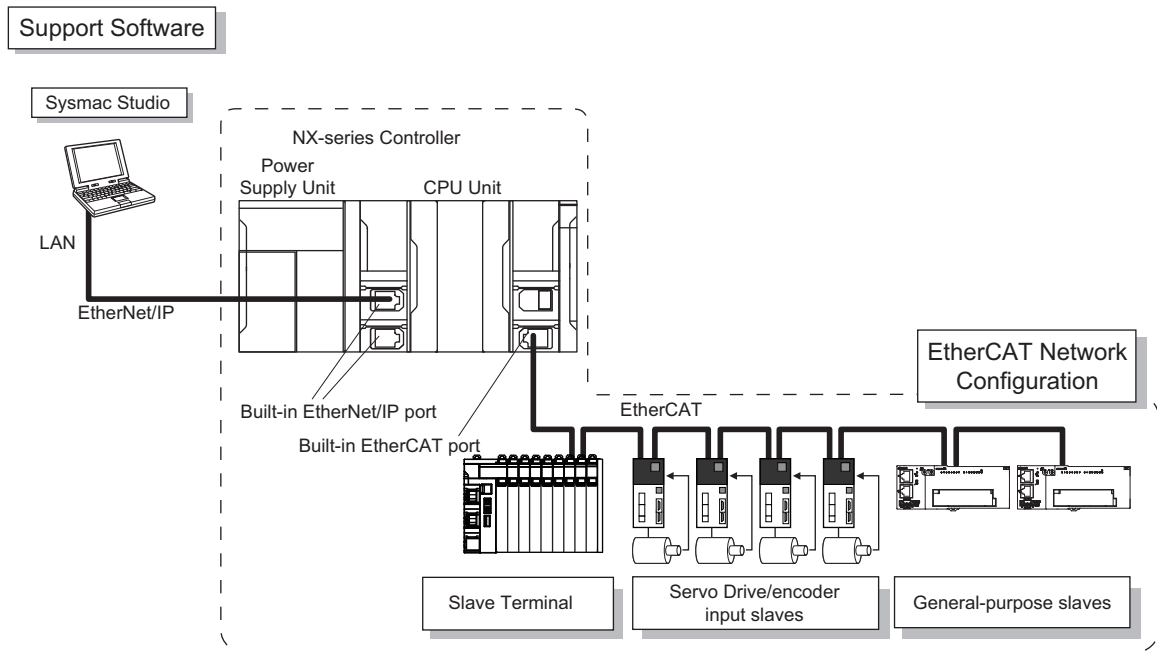 Support Software
Sysmac Studio
NX-series Controller
Power
Supply Unit
CPU Unit
LAN
EtherNet/IP
EtherCAT Network
Configuration
Built-in EtherNet/IP port
EtherCAT
Built-in EtherCAT port
Slave Terminal
Servo Drive/encoder
input slaves
General-purpose slaves